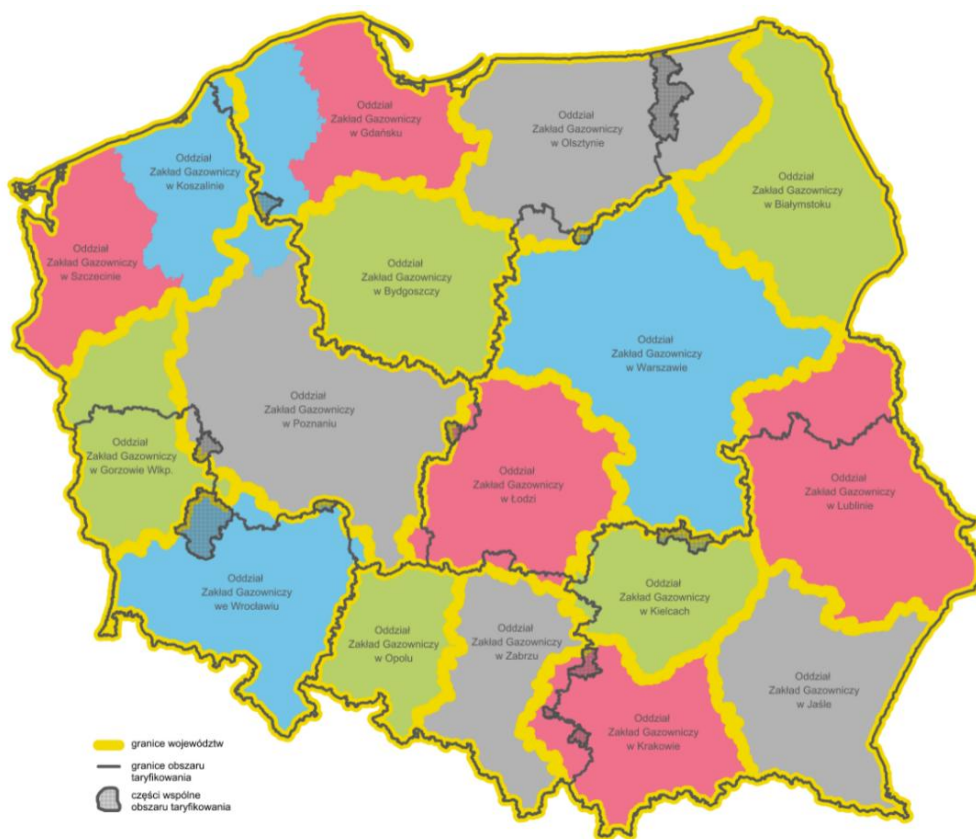 Oddział
Zakład Gazowniczy
w Gdańsku
Oddział
Zakład Gazowniczy
w Olsztynie
Oddział
Zakład Gazowniczy
w Koszalinie
Oddział
Zakład Gazowniczy
w Białymstoku
Oddział
Zakład Gazowniczy
w Szczecinie
Oddział
Zakład Gazowniczy
w Bydgoszczy
Oddział
Zakład Gazowniczy
w Warszawie
Oddział
Zakład Gazowniczy
w Poznaniu
Oddział
Zakład Gazowniczy
w Gorzowie Wlkp.
Oddział
Zakład Gazowniczy
w Łodzi
Oddział
Zakład Gazowniczy
w Lublinie
Oddział
Zakład Gazowniczy
we Wrocławiu
Oddział
Zakład Gazowniczy
w Kielcach
Oddział
Zakład Gazowniczy
w Opolu
Oddział
Zakład Gazowniczy
w Zabrzu
Oddział
Zakład Gazowniczy
w Jaśle
Oddział
Zakład Gazowniczy
w Krakowie
granice województw
granice obszaru
taryfikowania
części wspólne
obszaru taryfikowania